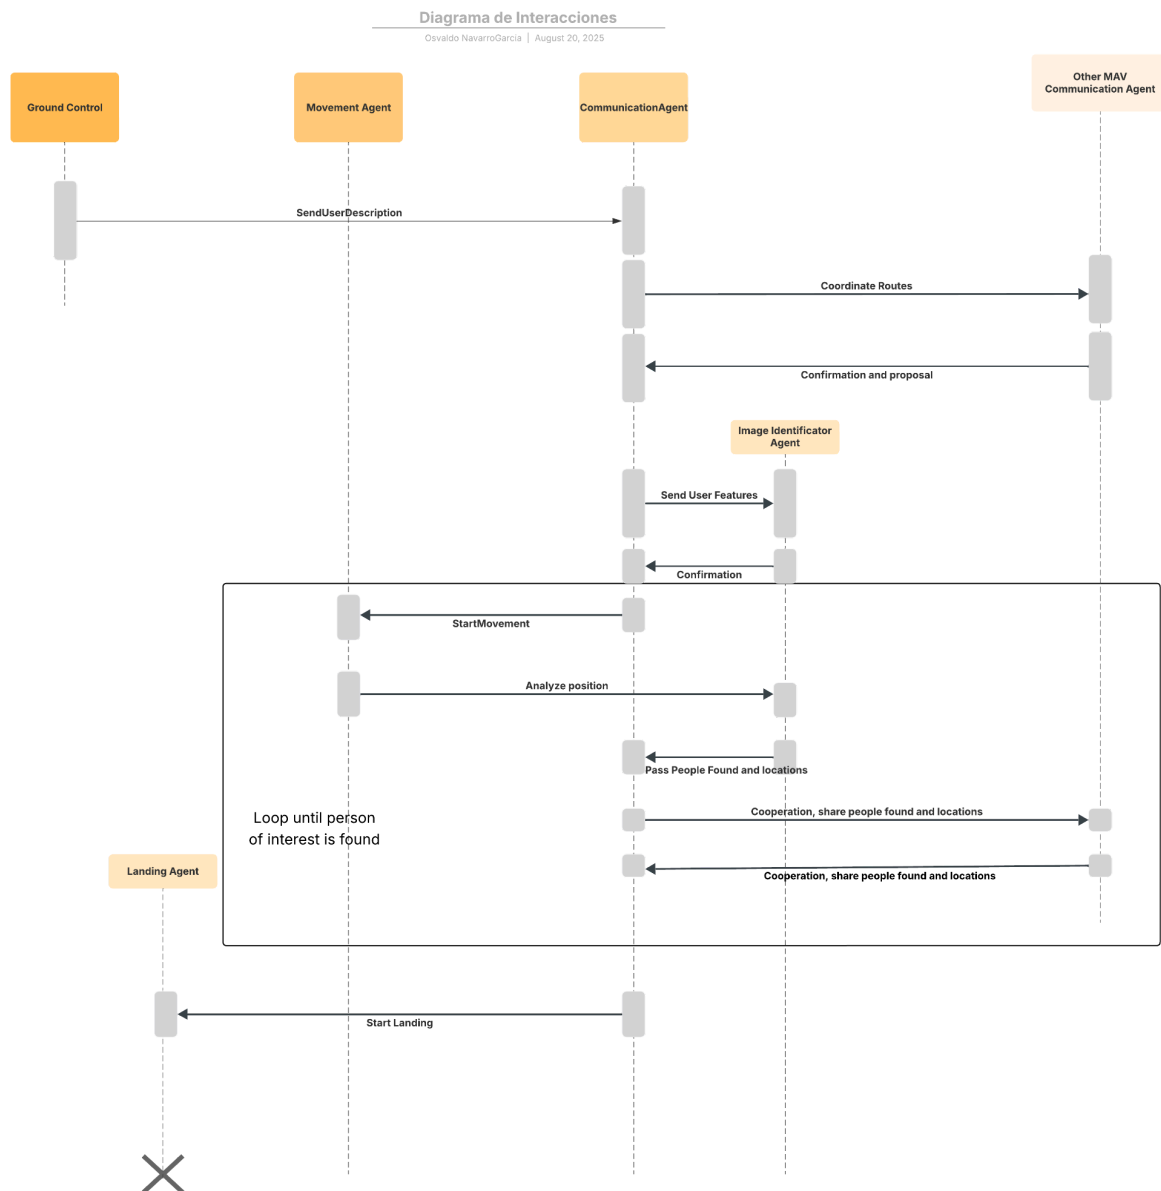 Diagrama de Interacciones
Osvaldo NavarroGarcia | August 20, 2025
Ground Control
Movement Agent
CommunicationAgent
Other MAV
Communication Agent
SendUserDescription
Coordinate Routes
Confirmation and proposal
Image Identificator
Agent
Send User Features
Confirmation
StartMovement
Analyze position
Pass People Found and locations
Cooperation, share people found and locations
Loop until person
of interest is found
Landing Agent
Cooperation, share people found and locations
Start Landing